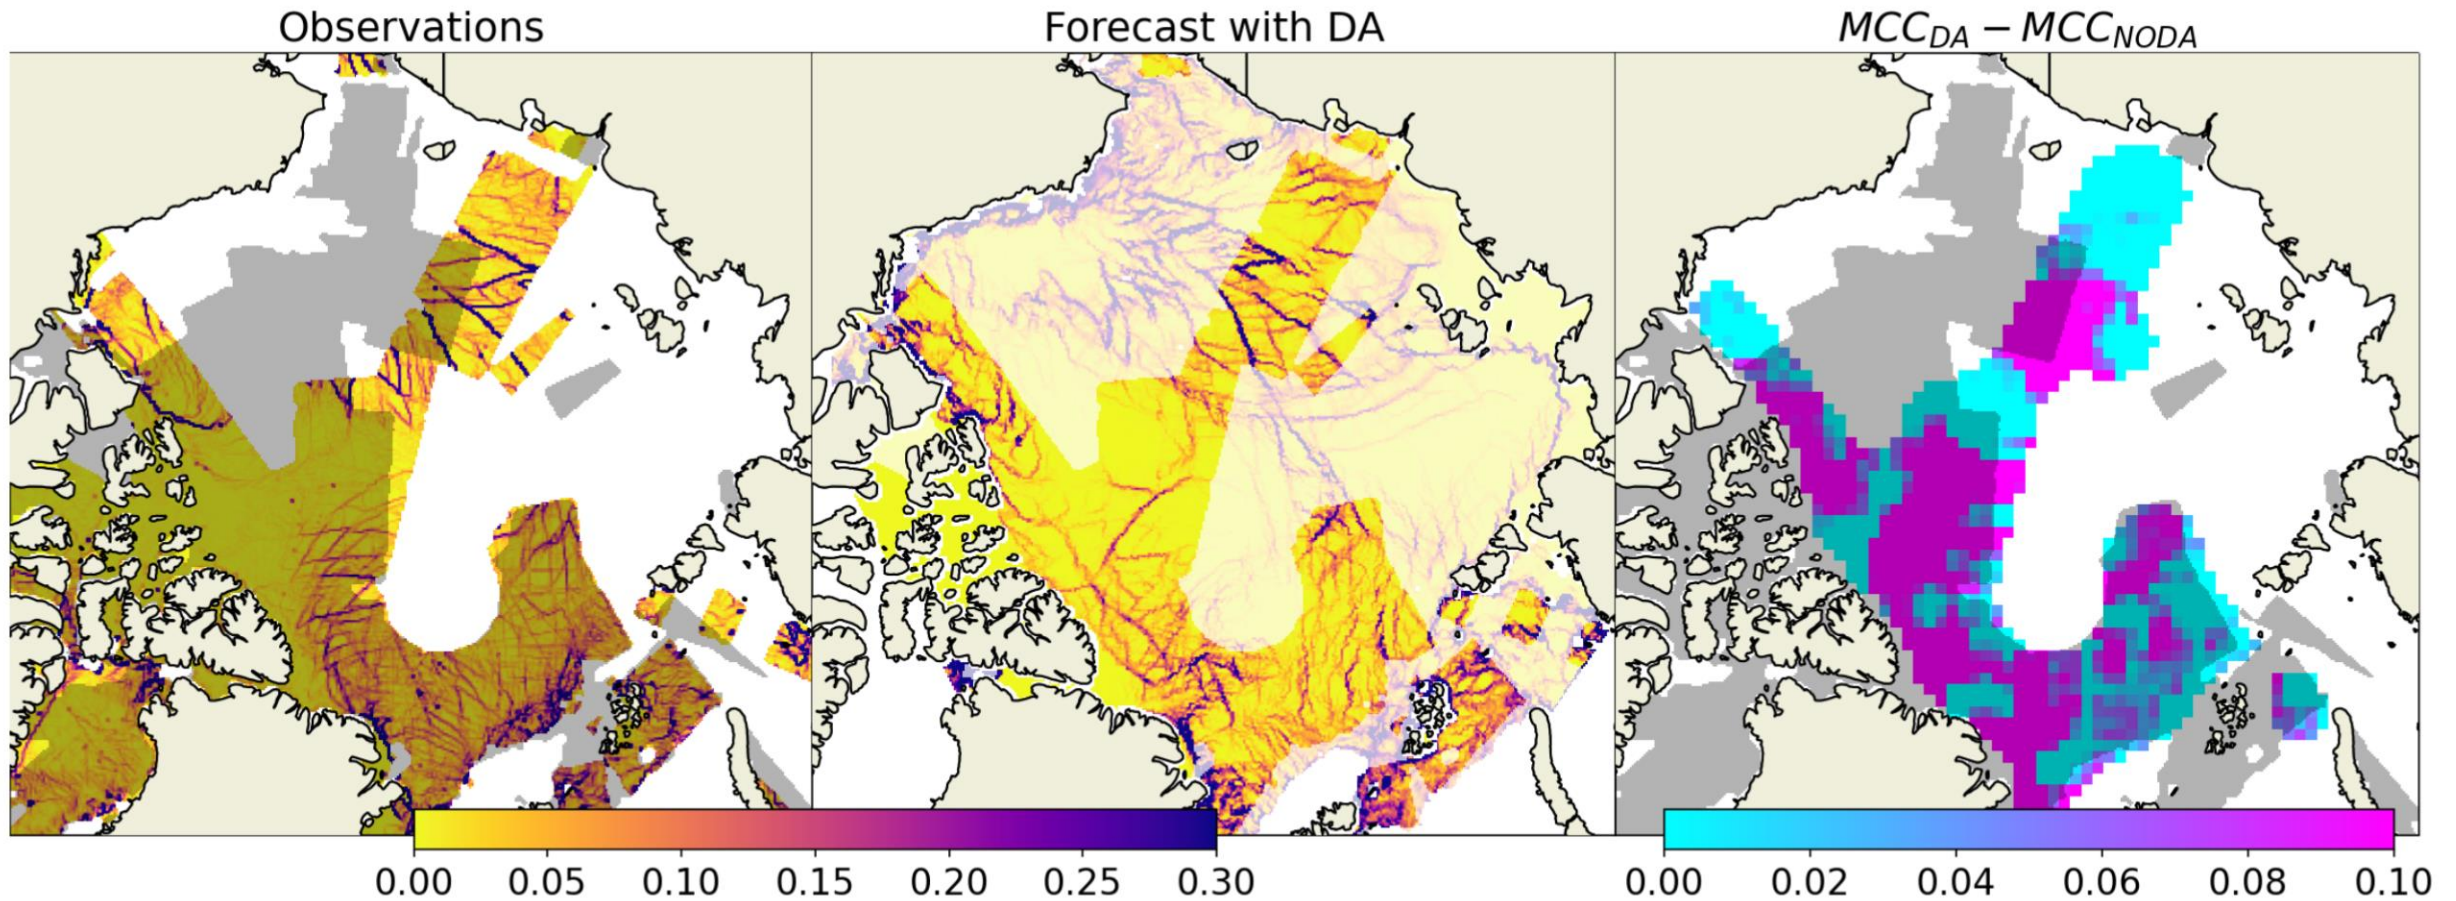 Observations
Forecast with DA
MCC_DA − MCC_NODA
0.00 0.05 0.10 0.15 0.20 0.25 0.30
0.00 0.02 0.04 0.06 0.08 0.10